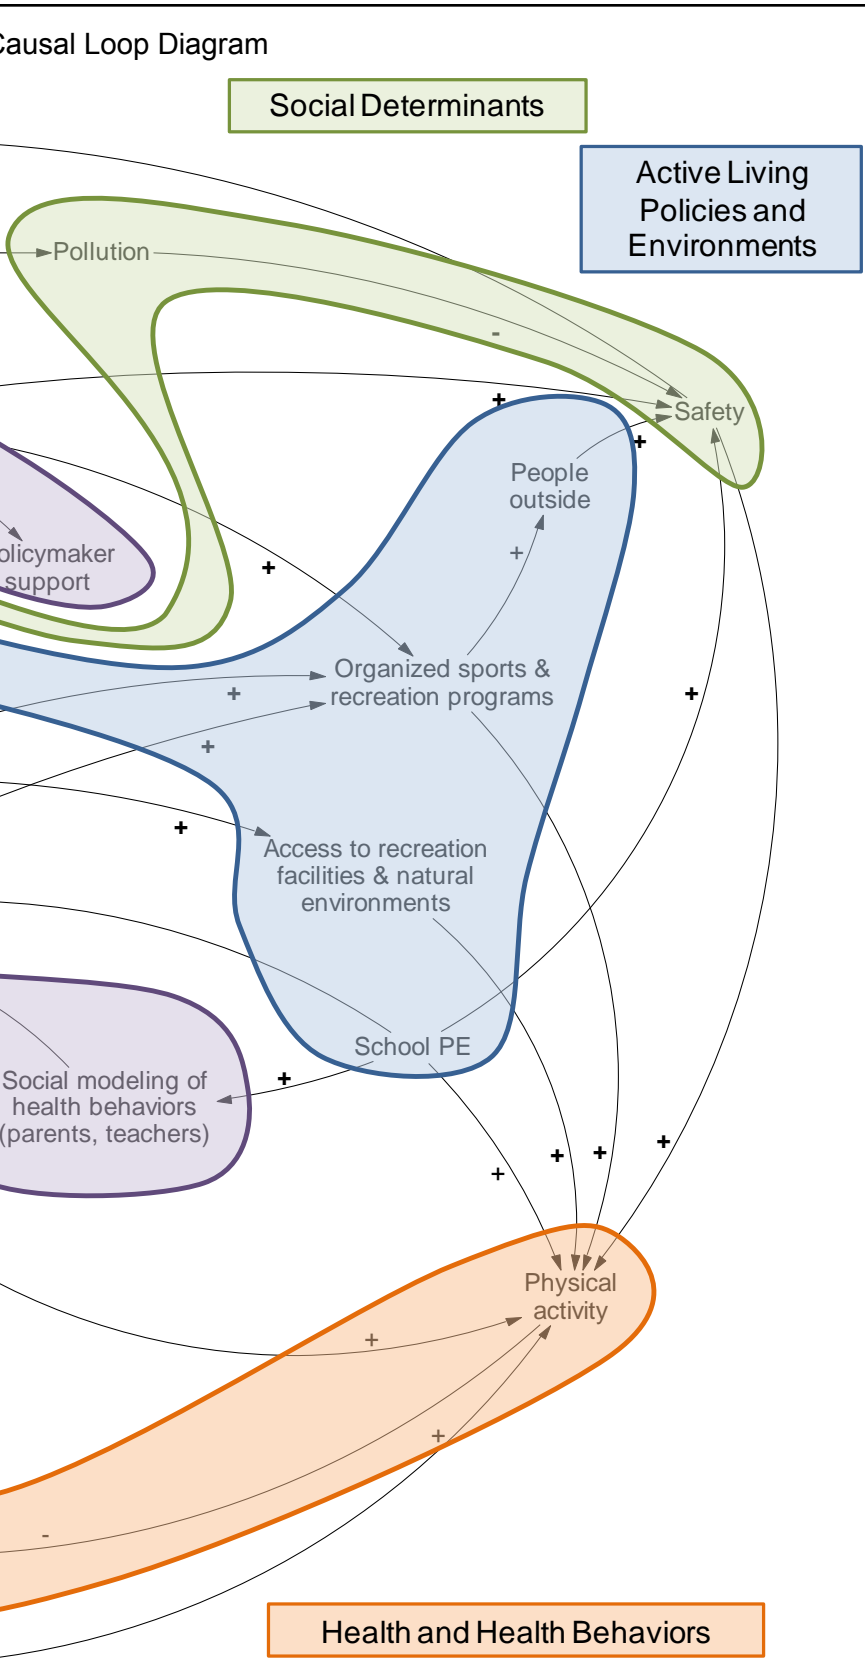 Causal Loop Diagram
Social Determinants
Active Living
Policies and
Environments
Pollution
-
+
Safety
+
People
outside
+
olicymaker
support
+
Organized sports &
recreation programs
+
+
+
+
Access to recreation
facilities & natural
environments
School PE
+
Social modeling of
health behaviors
(parents, teachers)
+
+
+
+
Physical
activity
+
+
-
Health and Health Behaviors